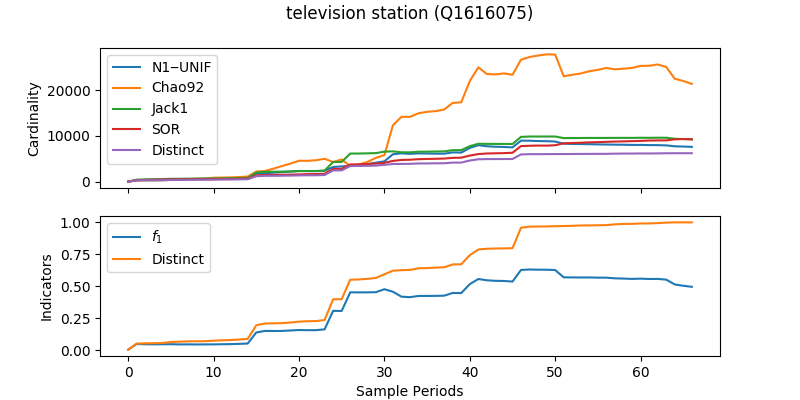 television station (Q1616075)
Cardinality
20000
10000
0
N1−UNIF
Chao92
Jack1
SOR
Distinct
Indicators
1.00
0.75
0.50
0.25
0.00
f1
Distinct
0 10 20 30 40 50 60
Sample Periods